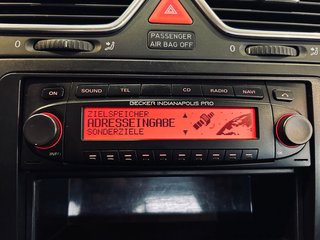 PASSENGER
AIR BAG OFF
ON SOUND TEL CD RADIO NAVI
BECKER INDIANAPOLIS PRO
ZIELSPEICHER
ADRESSEINGABE
SONDERZIELE